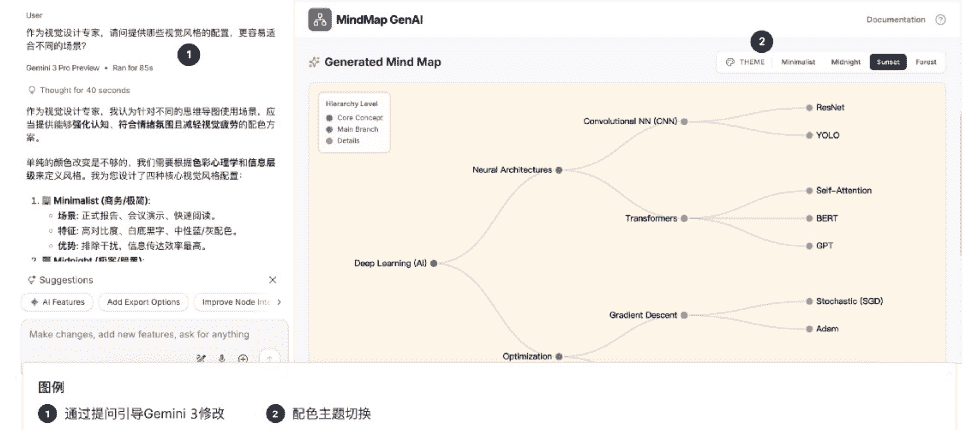 User
作为视觉设计专家，请问提供哪些视觉风格的配置，更容易适
合不同的场景？
1
Gemini 3 Pro Preview • Ran for 85s
Thought for 40 seconds
作为视觉设计专家，我认为针对不同的思维导图使用场景，应
当提供能够强化认知、符合情绪氛围且减轻视觉疲劳的配色方
案。
单纯的颜色改变是不够的，我们需要根据色彩心理学和信息层
级来定义风格。我为您设计了四种核心视觉风格配置：
1. Minimalist (商务/极简):
场景: 正式报告、会议演示、快速阅读。
特征: 高对比度、白底黑字、中性蓝/灰配色。
优势: 排除干扰，信息传达效率最高。
2. Midnight
Suggestions
AI Features
Add Export Options
Improve Node Inte
Make changes, add new features, ask for anything
MindMap GenAI
Documentation
2
Generated Mind Map
THEME
Minimalist
Midnight
Sunset
Forest
Hierarchy Level
Core Concept
Main Branch
Details
ResNet
Convolutional NN (CNN)
YOLO
Neural Architectures
Self-Attention
Transformers
BERT
GPT
Deep Learning (AI)
Stochastic (SGD)
Gradient Descent
Adam
Optimization
图例
1 通过提问引导Gemini 3修改
2 配色主题切换